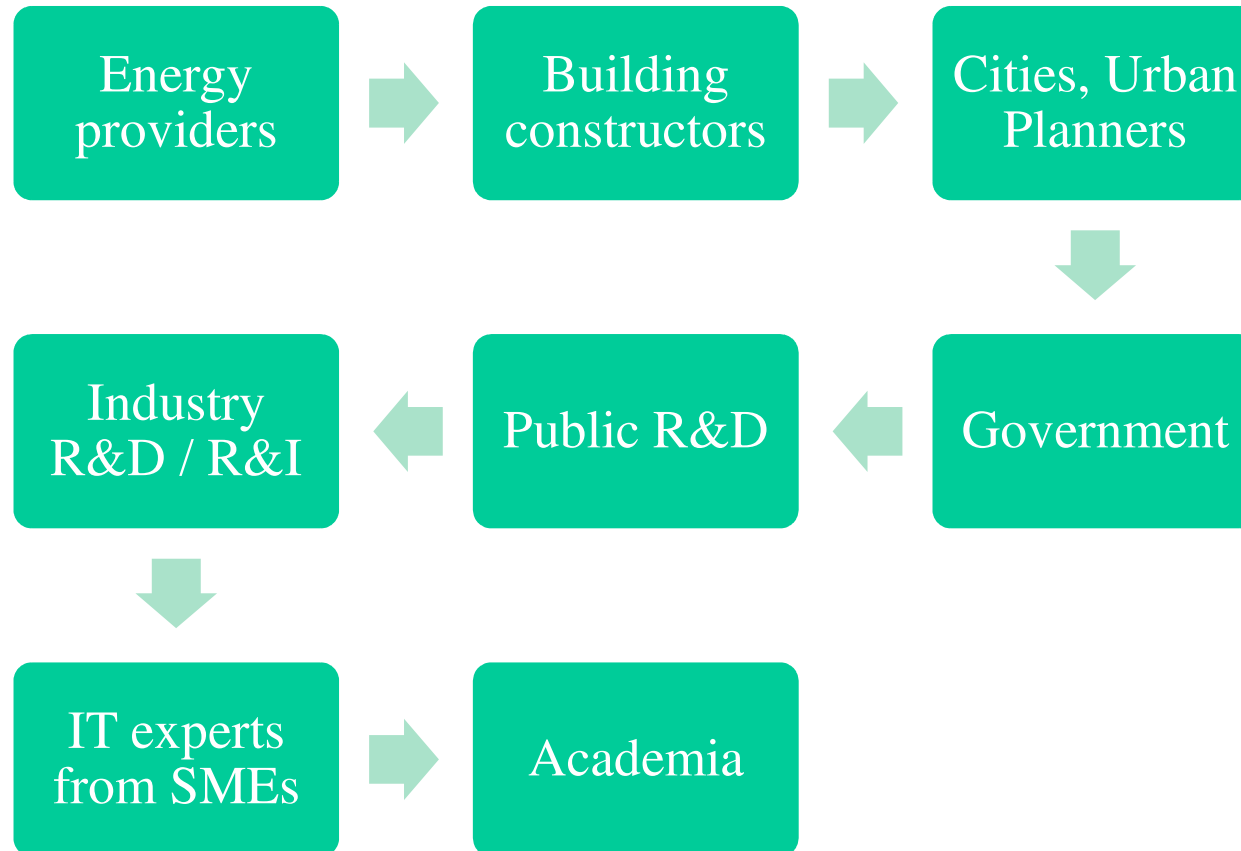 Energy
providers
Building
constructors
Cities, Urban
Planners
Government
Public R&D
Industry
R&D / R&I
IT experts
from SMEs
Academia